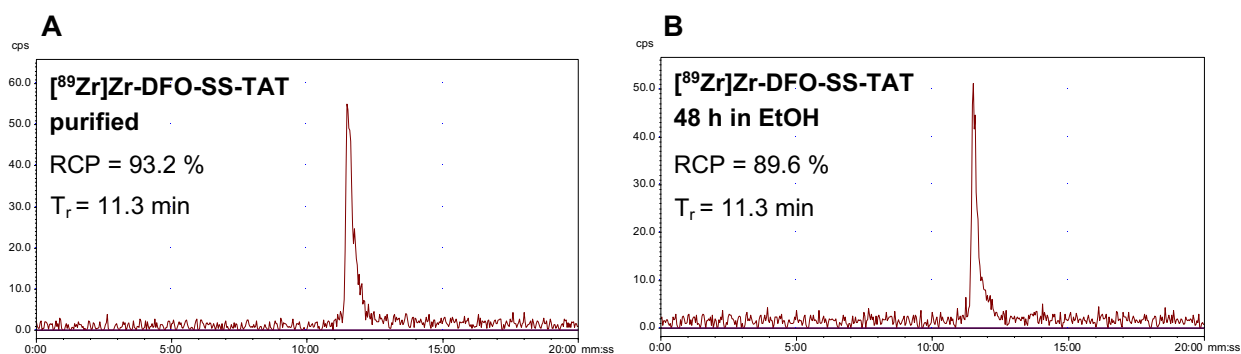 A
cps
60.0
50.0
40.0
30.0
20.0
10.0
0.0
[⁸⁹Zr]Zr-DFO-SS-TAT
purified
RCP = 93.2 %
Tᵣ = 11.3 min
0:00 5:00 10:00 15:00 20:00 mm:ss
B
cps
50.0
40.0
30.0
20.0
10.0
0.0
[⁸⁹Zr]Zr-DFO-SS-TAT
48 h in EtOH
RCP = 89.6 %
Tᵣ = 11.3 min
0:00 5:00 10:00 15:00 20:00 mm:ss